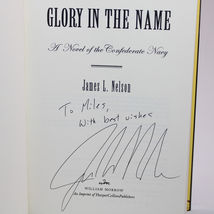 GLORY IN THE NAME
A Novel of the Confederate Navy
James L. Nelson
To Miles,
With best wishes
WILLIAM MORROW
An Imprint of HarperCollinsPublishers